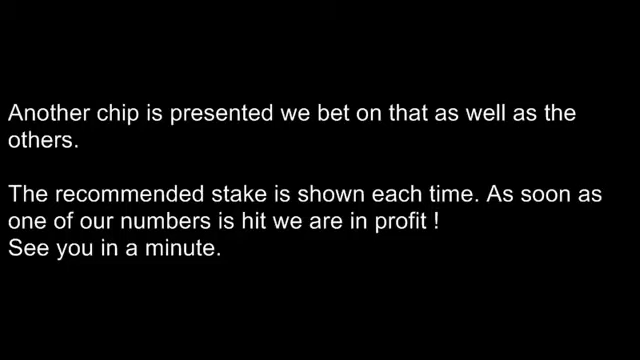 Another chip is presented we bet on that as well as the
others.
The recommended stake is shown each time. As soon as
one of our numbers is hit we are in profit !
See you in a minute.